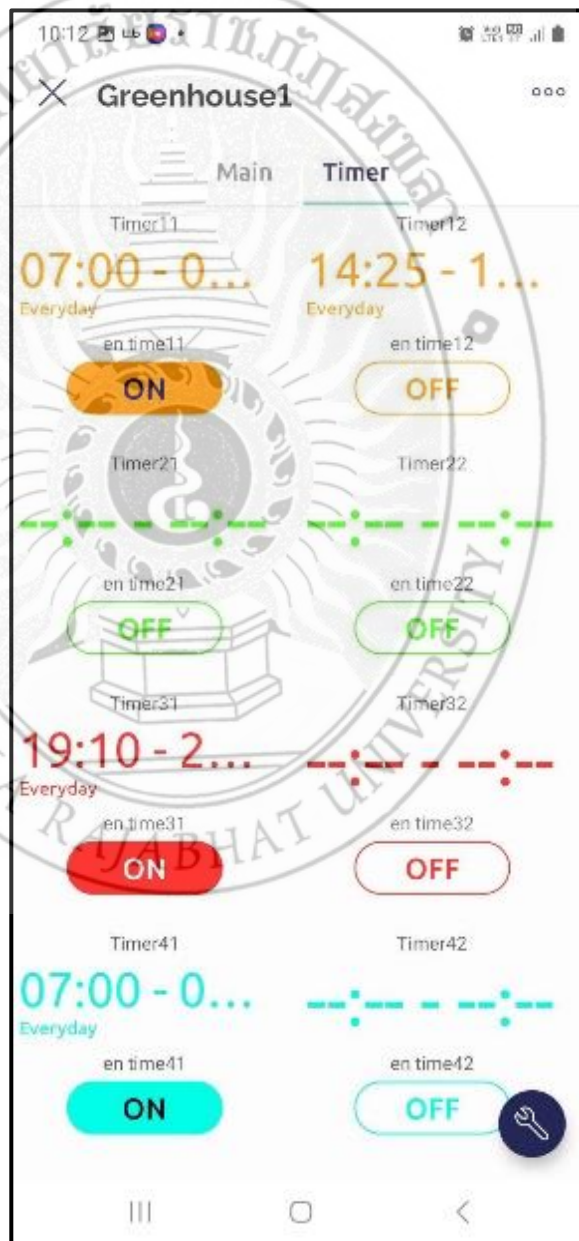 10:12
Greenhouse1
Main Timer
Timer11 Timer12
07:00 - 0... 14:25 - 1...
Everyday Everyday
en time11 en time12
ON OFF
Timer21 Timer22
--:-- - --:-- --:-- - --:--
en time21 en time22
OFF OFF
Timer31 Timer32
19:10 - 2... --:-- - --:--
Everyday
en time31 en time32
ON OFF
Timer41 Timer42
07:00 - 0... --:-- - --:--
Everyday
en time41 en time42
ON OFF
RAJABHAT UNIVERSITY